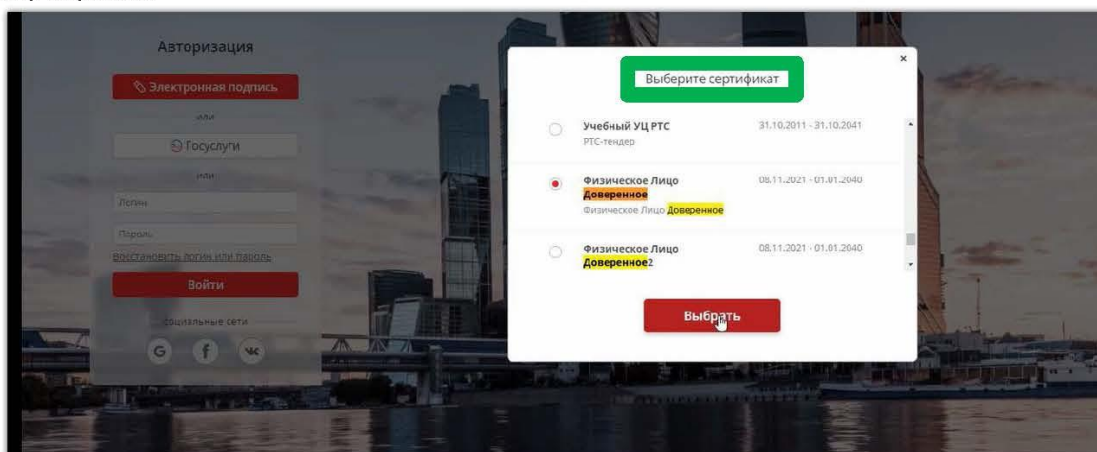 Авторизация
Электронная подпись
или
Госуслуги
или
Логин
Пароль
Восстановить логин или пароль
Войти
социальные сети
G f
Выберите сертификат
×
Учебный УЦ РТС 31.10.2011 - 31.10.2041
РТС-тендер
Физическое Лицо 08.11.2021 - 01.01.2040
Доверенное
Физическое Лицо Доверенное
Физическое Лицо 08.11.2021 - 01.01.2040
Доверенное2
Выбрать